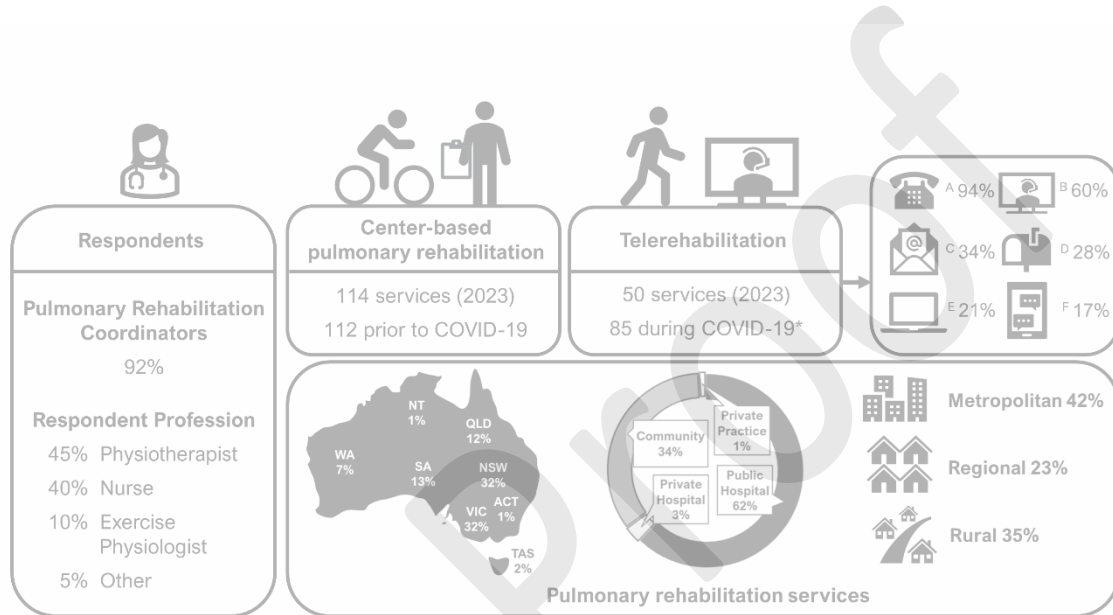 Respondents
Pulmonary Rehabilitation
Coordinators
92%
Respondent Profession
45% Physiotherapist
40% Nurse
10% Exercise
Physiologist
5% Other
Center-based
pulmonary rehabilitation
114 services (2023)
112 prior to COVID-19
Telerehabilitation
50 services (2023)
85 during COVID-19*
A 94%
B 60%
@
C 34%
D 28%
E 21%
F 17%
NT
1%
QLD
12%
WA
7%
SA
13%
NSW
32%
VIC
32%
ACT
1%
TAS
2%
Community
34%
Private
Practice
1%
Private
Hospital
3%
Public
Hospital
62%
Metropolitan 42%
Regional 23%
Rural 35%
Pulmonary rehabilitation services
Proof